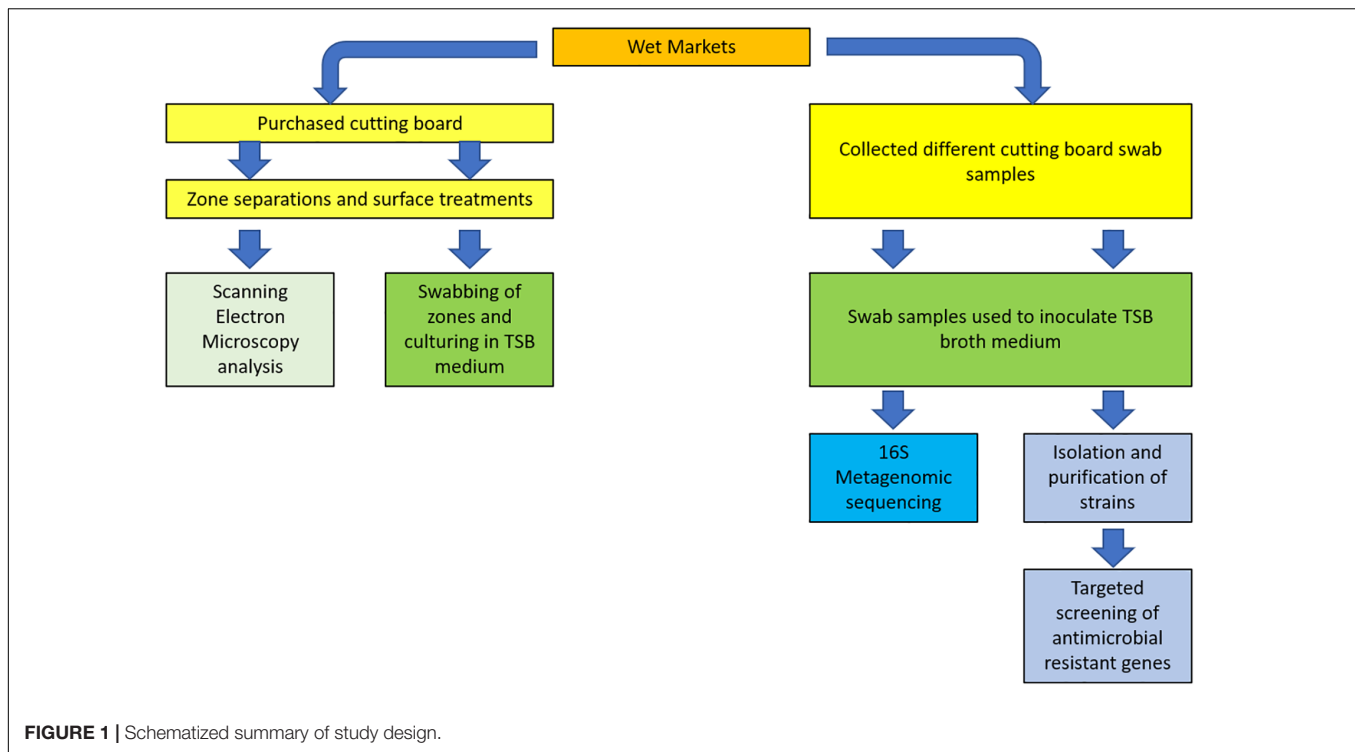 Wet Markets
Purchased cutting board
Zone separations and surface treatments
Scanning
Electron
Microscopy
analysis
Swabbing of
zones and
culturing in TSB
medium
Collected different cutting board swab
samples
Swab samples used to inoculate TSB
broth medium
16S
Metagenomic
sequencing
Isolation and
purification of
strains
Targeted
screening of
antimicrobial
resistant genes
FIGURE 1 | Schematized summary of study design.